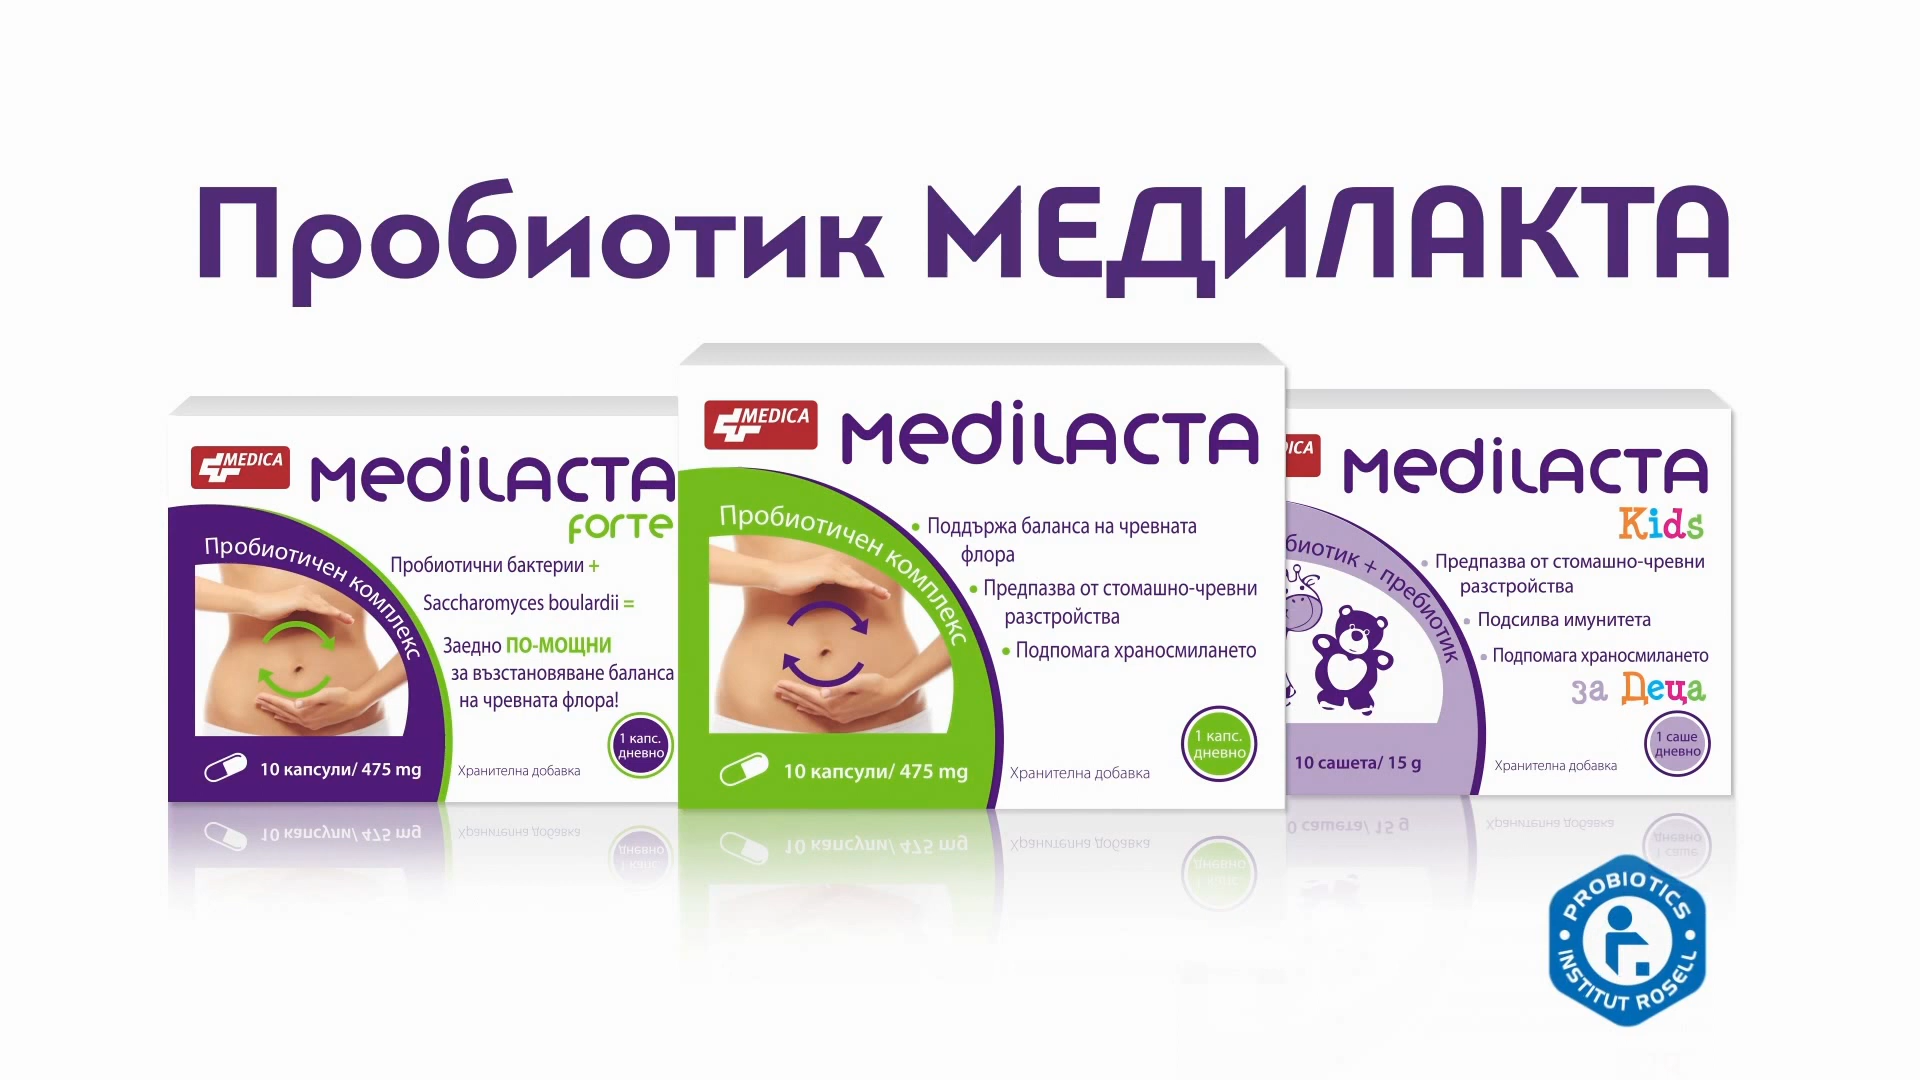 Пробиотик МЕДИЛАКТА
MEDICA
medilacta
forte
Пробиотичен комплекс
Пробиотични бактерии +
Saccharomyces boulardii =
Заедно ПО-МОЩНИ
за възстановяване баланса
на чревната флора!
1 капс.
дневно
10 капсули/ 475 mg
Хранителна добавка
MEDICA
medilacta
Пробиотичен комплекс
Поддържа баланса на чревната
флора
Предпазва от стомашно-чревни
разстройства
Подпомага храносмилането
1 капс.
дневно
10 капсули/ 475 mg
Хранителна добавка
DICA
medilacta
Kids
биотик + пребиотик
Предпазва от стомашно-чревни
разстройства
Подсилва имунитета
Подпомага храносмилането
за Деца
1 саше
дневно
10 сашета/ 15 g
Хранителна добавка
PROBIOTICS
INSTITUT ROSELL